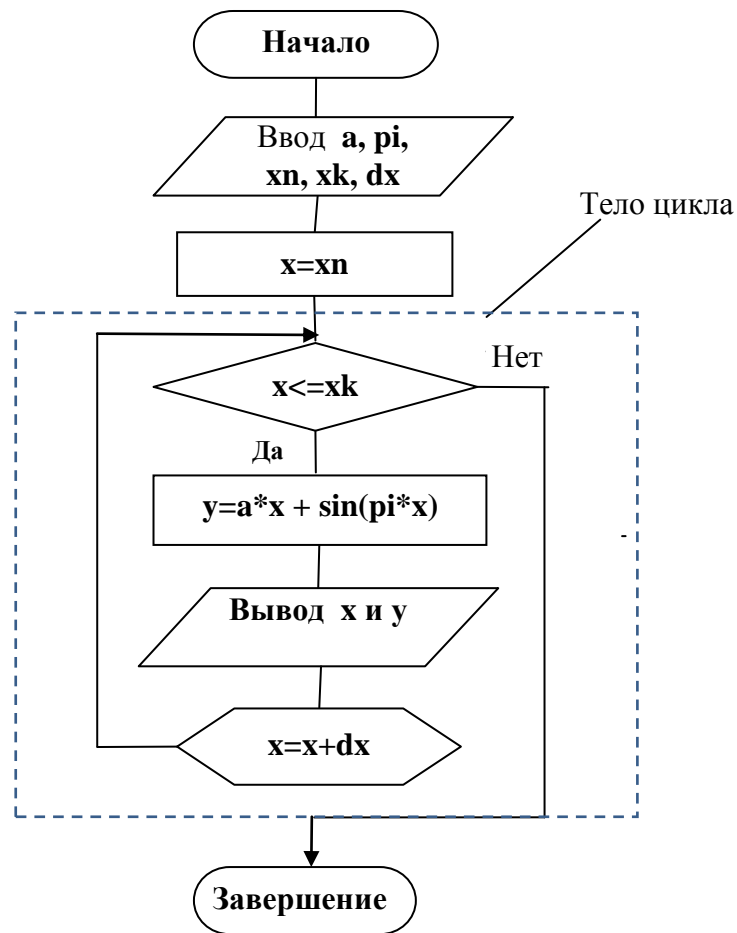 Начало
Ввод a, pi,
xn, xk, dx
Тело цикла
x=xn
Нет
x<=xk
Да
y=a*x + sin(pi*x)
-
Вывод x и y
x=x+dx
Завершение